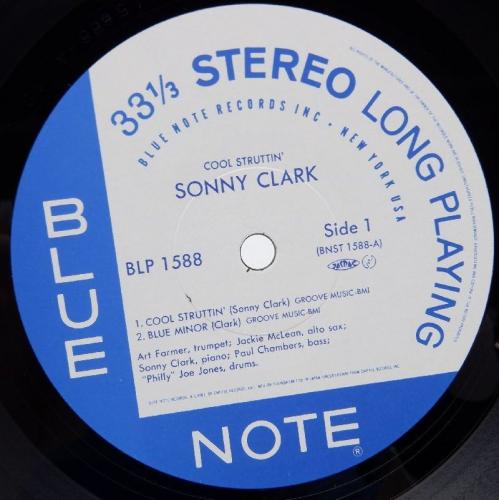 33 1/3 STEREO LONG PLAYING
BLUE NOTE RECORDS INC · NEW YORK USA
COOL STRUTTIN'
SONNY CLARK
BLP 1588
Side 1
(BNST 1588-A)
1. COOL STRUTTIN' (Sonny Clark) GROOVE MUSIC-BMI
2. BLUE MINOR (Clark) GROOVE MUSIC-BMI
Art Farmer, trumpet; Jackie McLean, alto sax;
Sonny Clark, piano; Paul Chambers, bass;
"Philly" Joe Jones, drums.
BLUE
NOTE
®